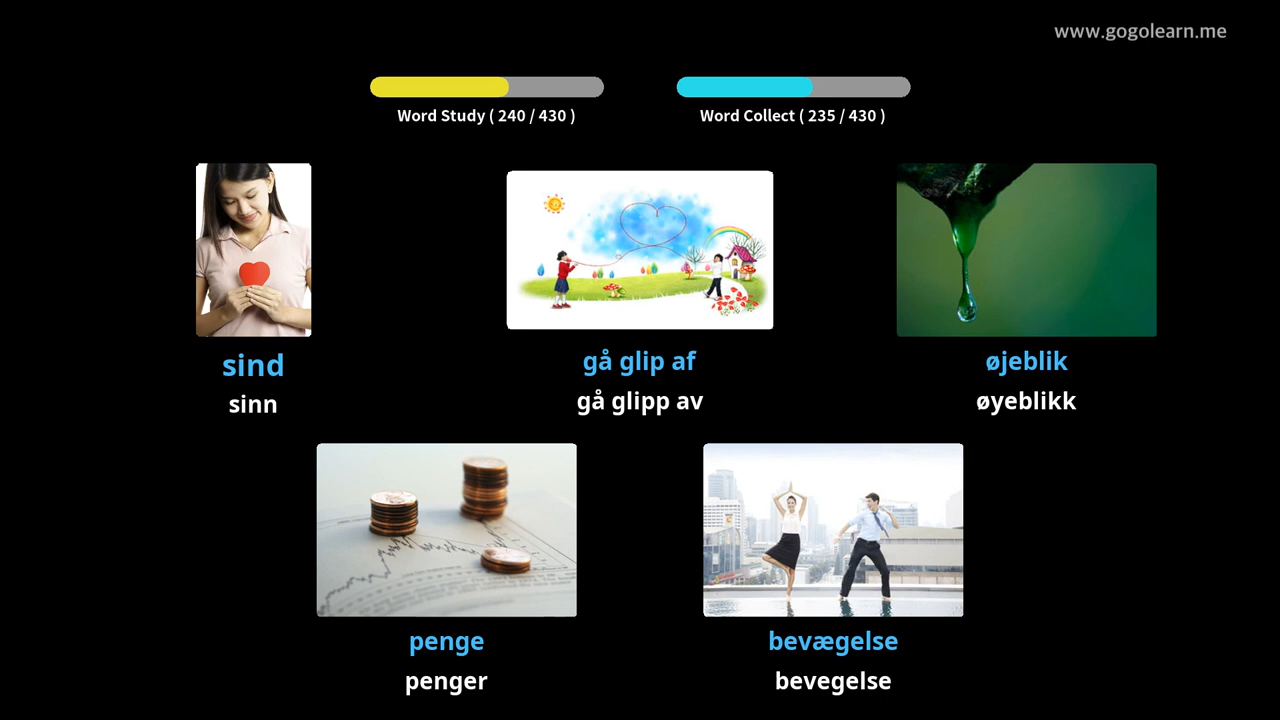 www.gogolearn.me
Word Study ( 240 / 430 )
Word Collect ( 235 / 430 )
sind
sinn
gå glip af
gå glipp av
øjeblik
øyeblikk
penge
penger
bevægelse
bevegelse